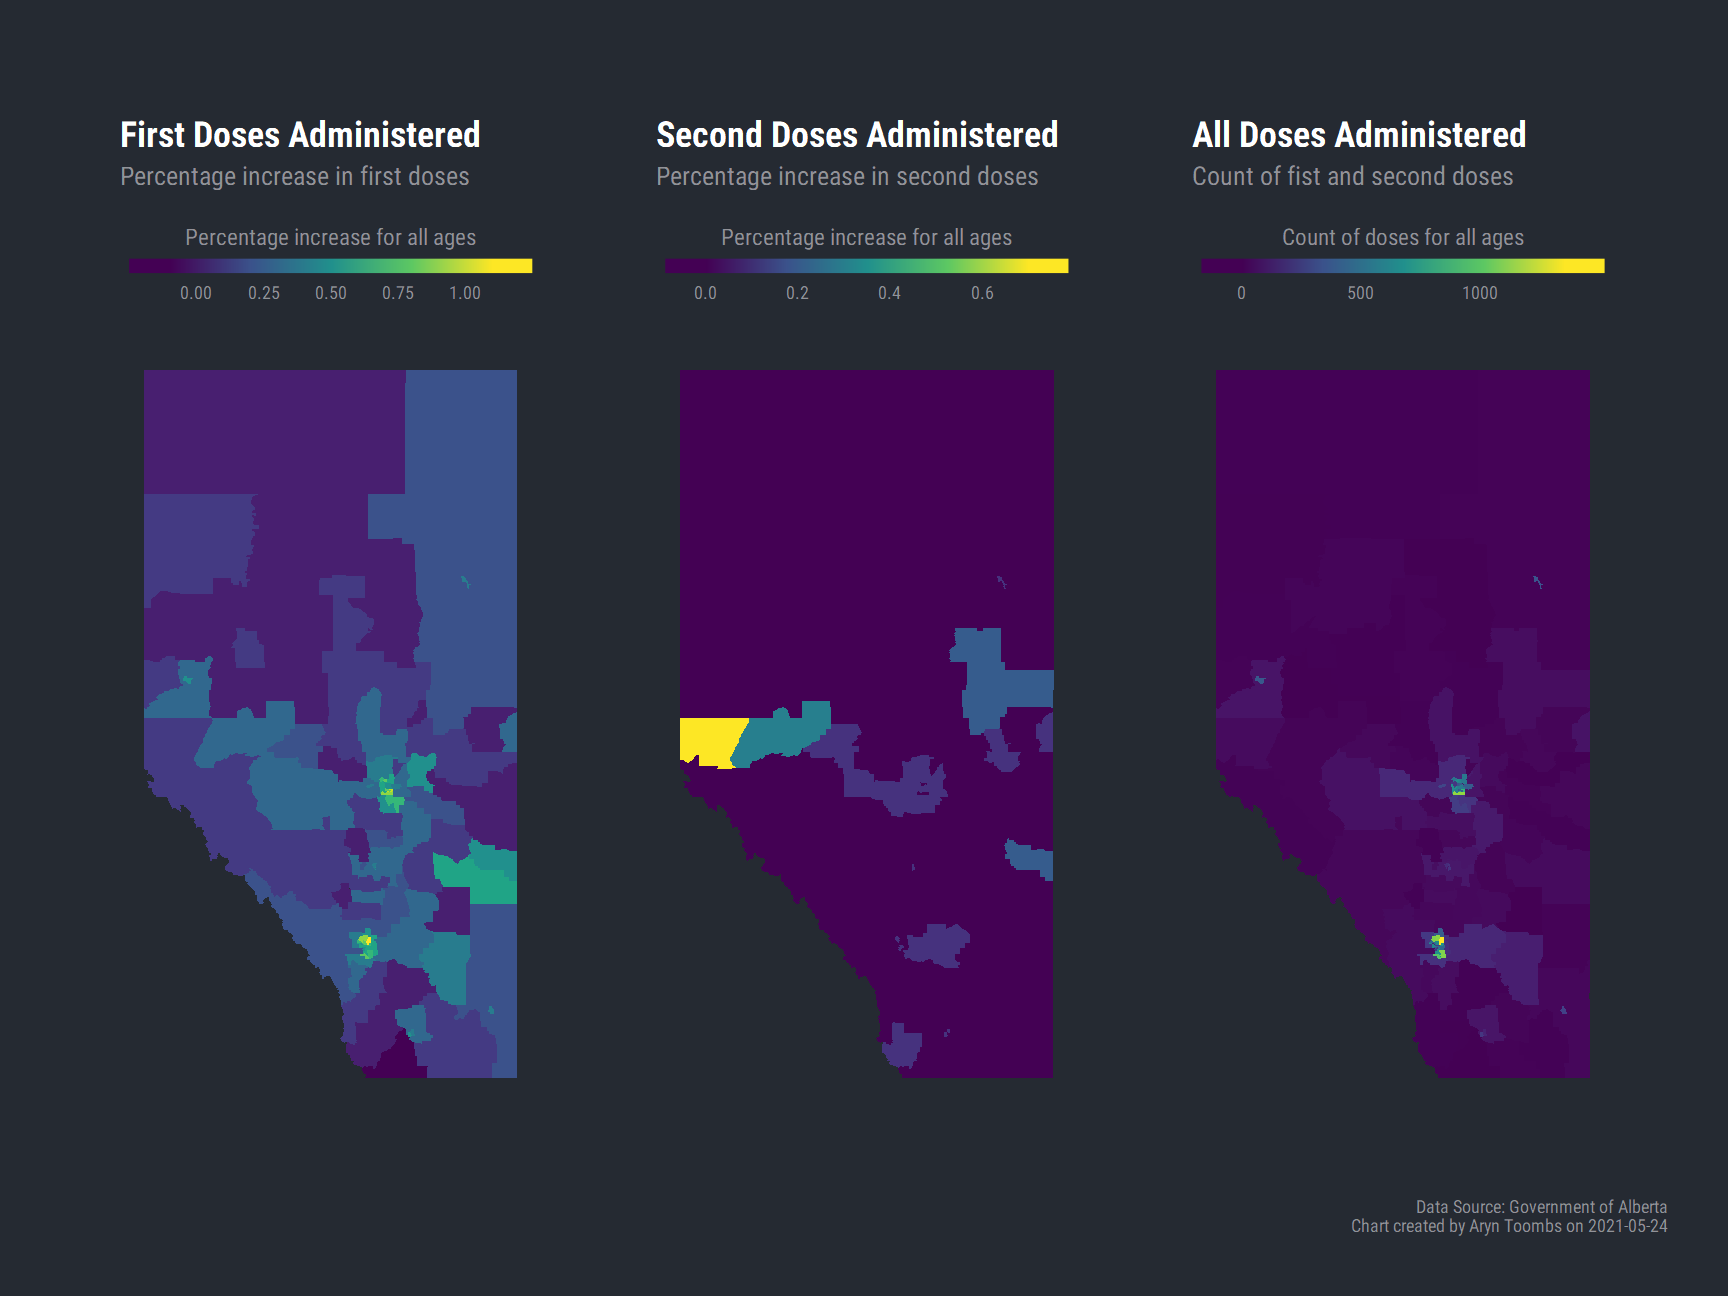 First Doses Administered
Percentage increase in first doses
Percentage increase for all ages
0.00 0.25 0.50 0.75 1.00
Second Doses Administered
Percentage increase in second doses
Percentage increase for all ages
0.0 0.2 0.4 0.6
All Doses Administered
Count of fist and second doses
Count of doses for all ages
0 500 1000
Data Source: Government of Alberta
Chart created by Aryn Toombs on 2021-05-24